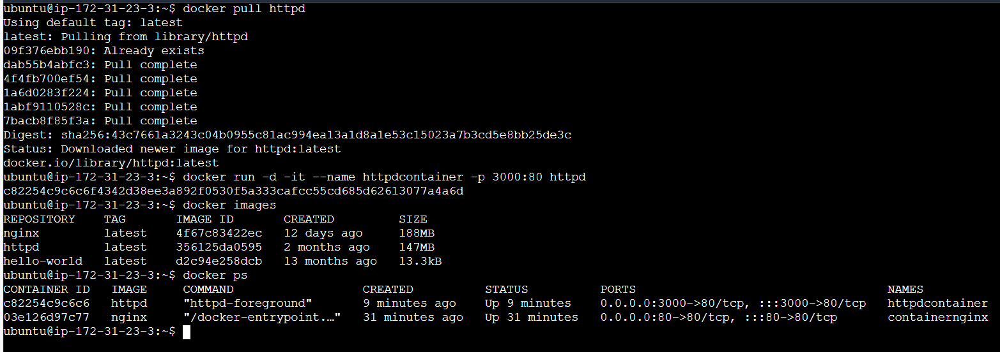 ubuntu@ip-172-31-23-3:~$ docker pull httpd
Using default tag: latest
latest: Pulling from library/httpd
09f376ebb190: Already exists
dab55b4abfc3: Pull complete
4f4fb700ef54: Pull complete
1a6d0283f224: Pull complete
1abf9110528c: Pull complete
7bacb8f85f3a: Pull complete
Digest: sha256:43c7661a3243c04b0955c81ac994ea13a1d8a1e53c15023a7b3cd5e8bb25de3c
Status: Downloaded newer image for httpd:latest
docker.io/library/httpd:latest
ubuntu@ip-172-31-23-3:~$ docker run -d -it --name httpdcontainer -p 3000:80 httpd
c82254c9c6c6f4342d38ee3a892f0530f5a333cafcc55cd685d62613077a4a6d
ubuntu@ip-172-31-23-3:~$ docker images
REPOSITORY    TAG       IMAGE ID       CREATED         SIZE
nginx         latest    4f67c83422ec   12 days ago     188MB
httpd         latest    356125da0595   2 months ago    147MB
hello-world   latest    d2c94e258dcb   13 months ago   13.3kB
ubuntu@ip-172-31-23-3:~$ docker ps
CONTAINER ID   IMAGE     COMMAND                  CREATED          STATUS          PORTS                                   NAMES
c82254c9c6c6   httpd     "httpd-foreground"       9 minutes ago    Up 9 minutes    0.0.0.0:3000->80/tcp, :::3000->80/tcp   httpdcontainer
03e126d97c77   nginx     "/docker-entrypoint.…"   31 minutes ago   Up 31 minutes   0.0.0.0:80->80/tcp, :::80->80/tcp       containernginx
ubuntu@ip-172-31-23-3:~$